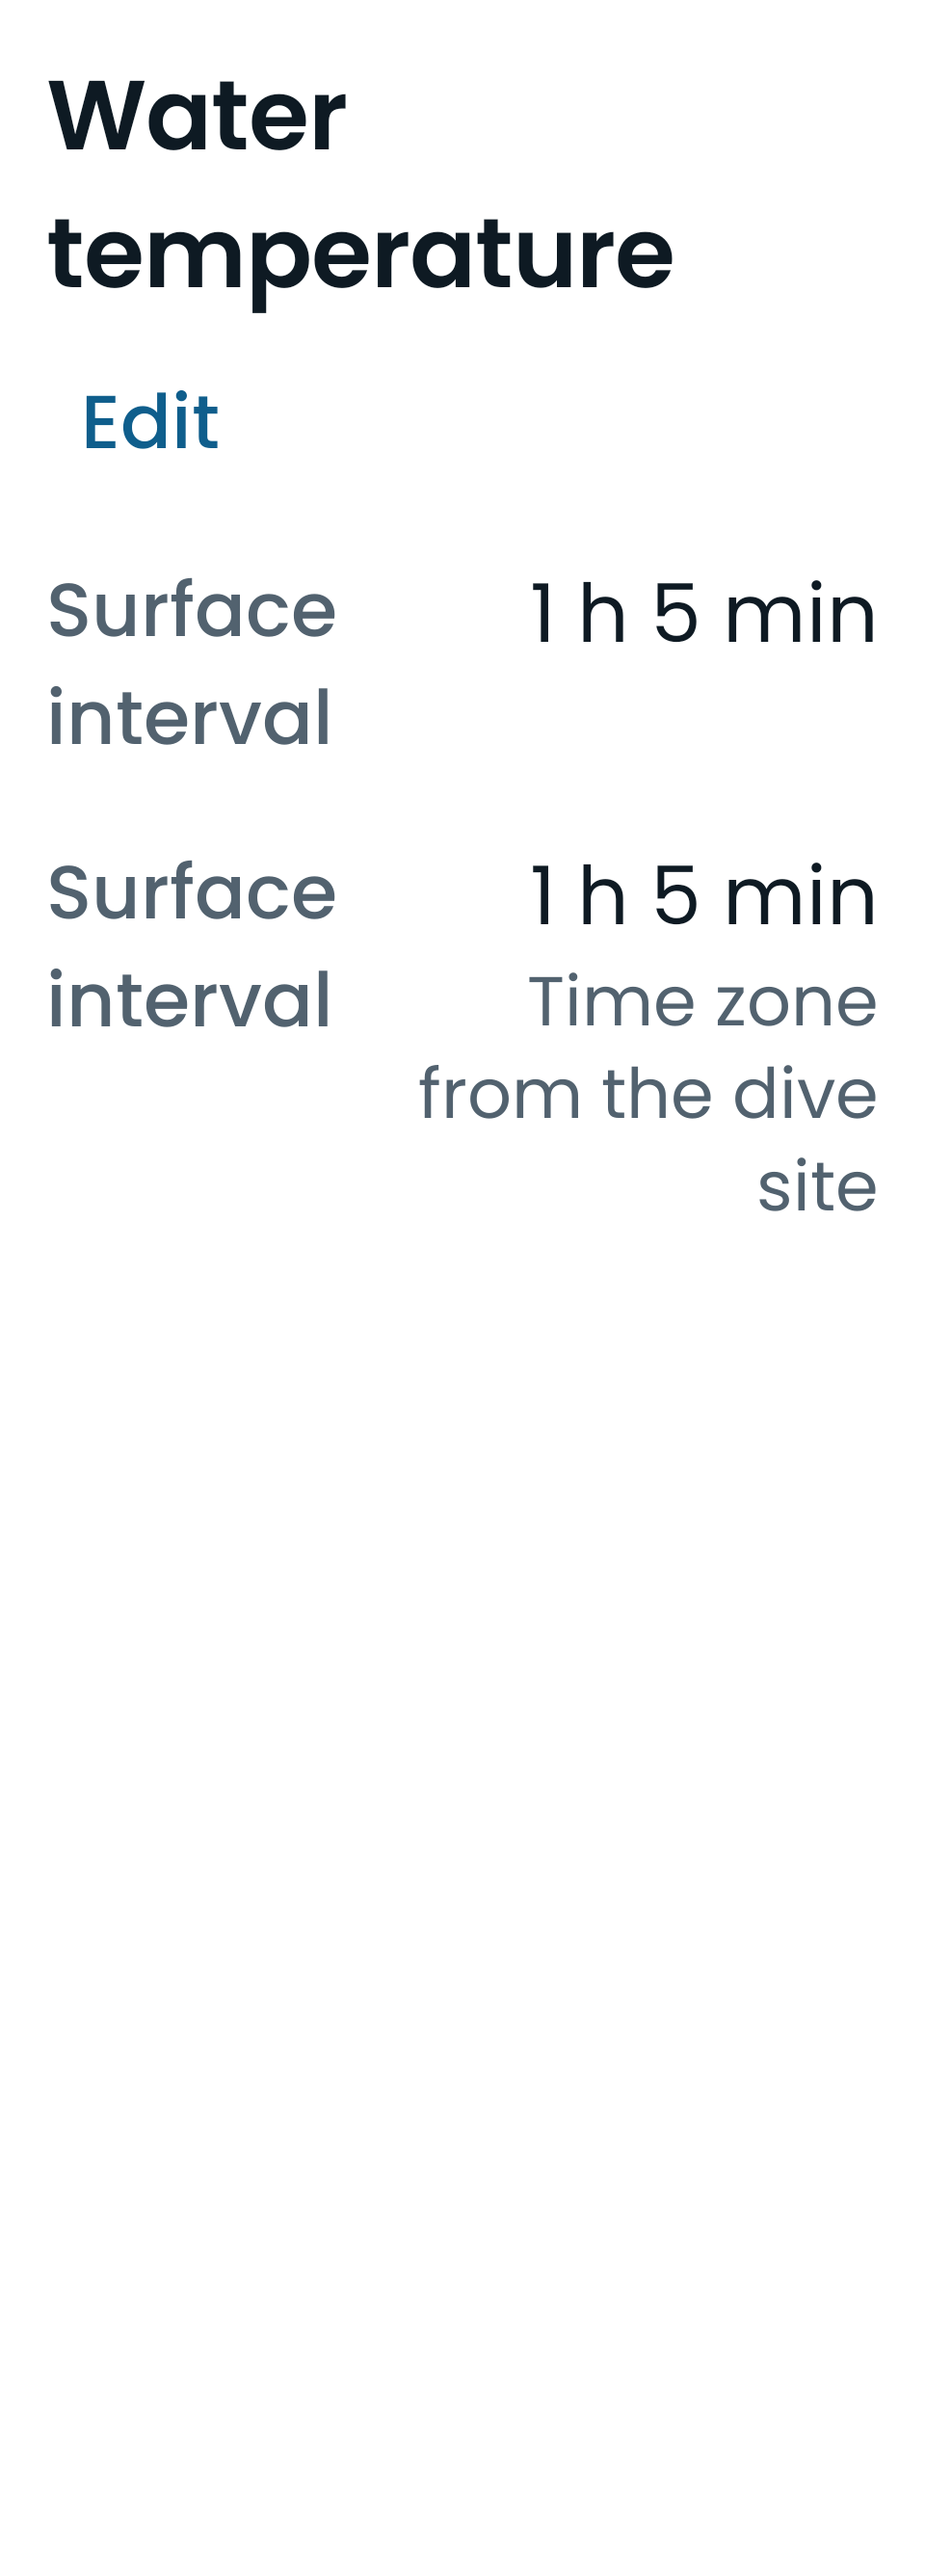 Water
temperature
Edit
Surface 1 h 5 min
interval
Surface 1 h 5 min
interval Time zone
from the dive
site